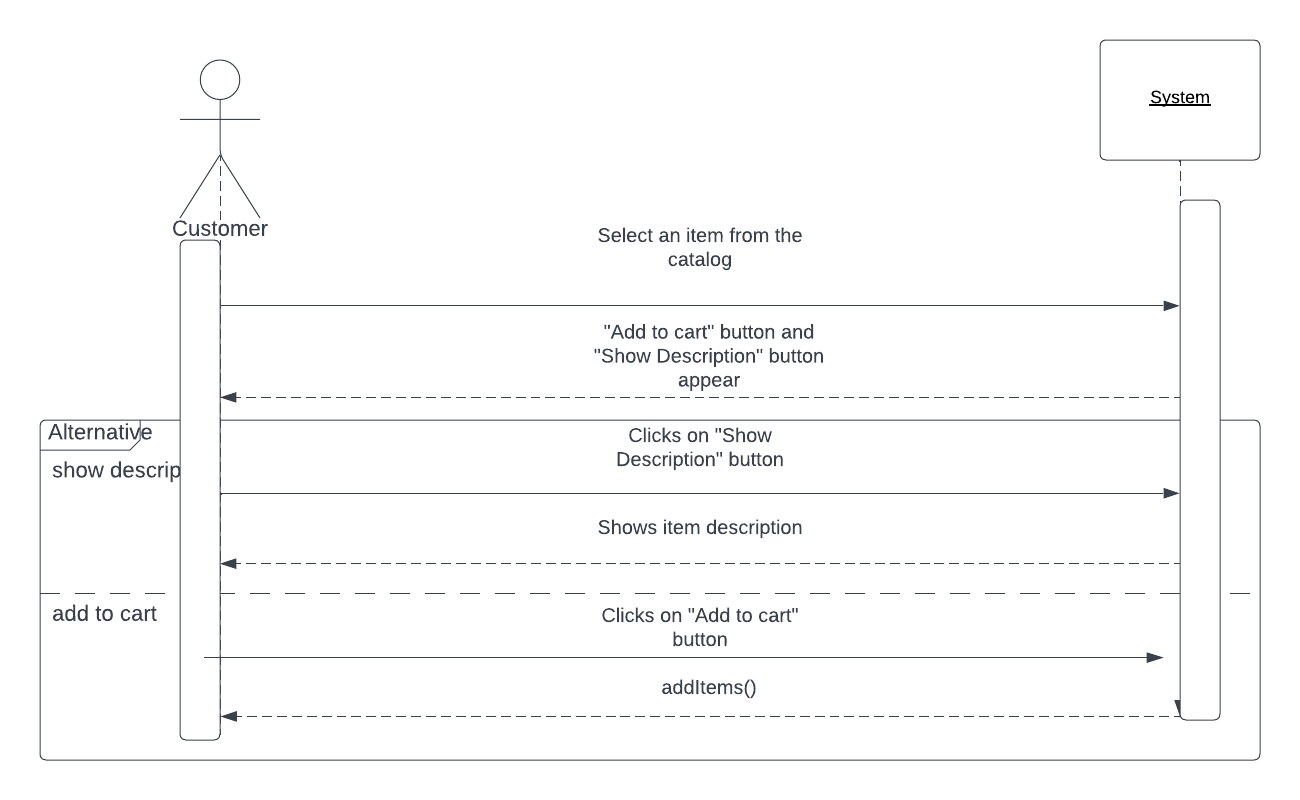 System
Customer
Select an item from the
catalog
"Add to cart" button and
"Show Description" button
appear
Alternative
Clicks on "Show
Description" button
show descrip
Shows item description
add to cart
Clicks on "Add to cart"
button
addItems()